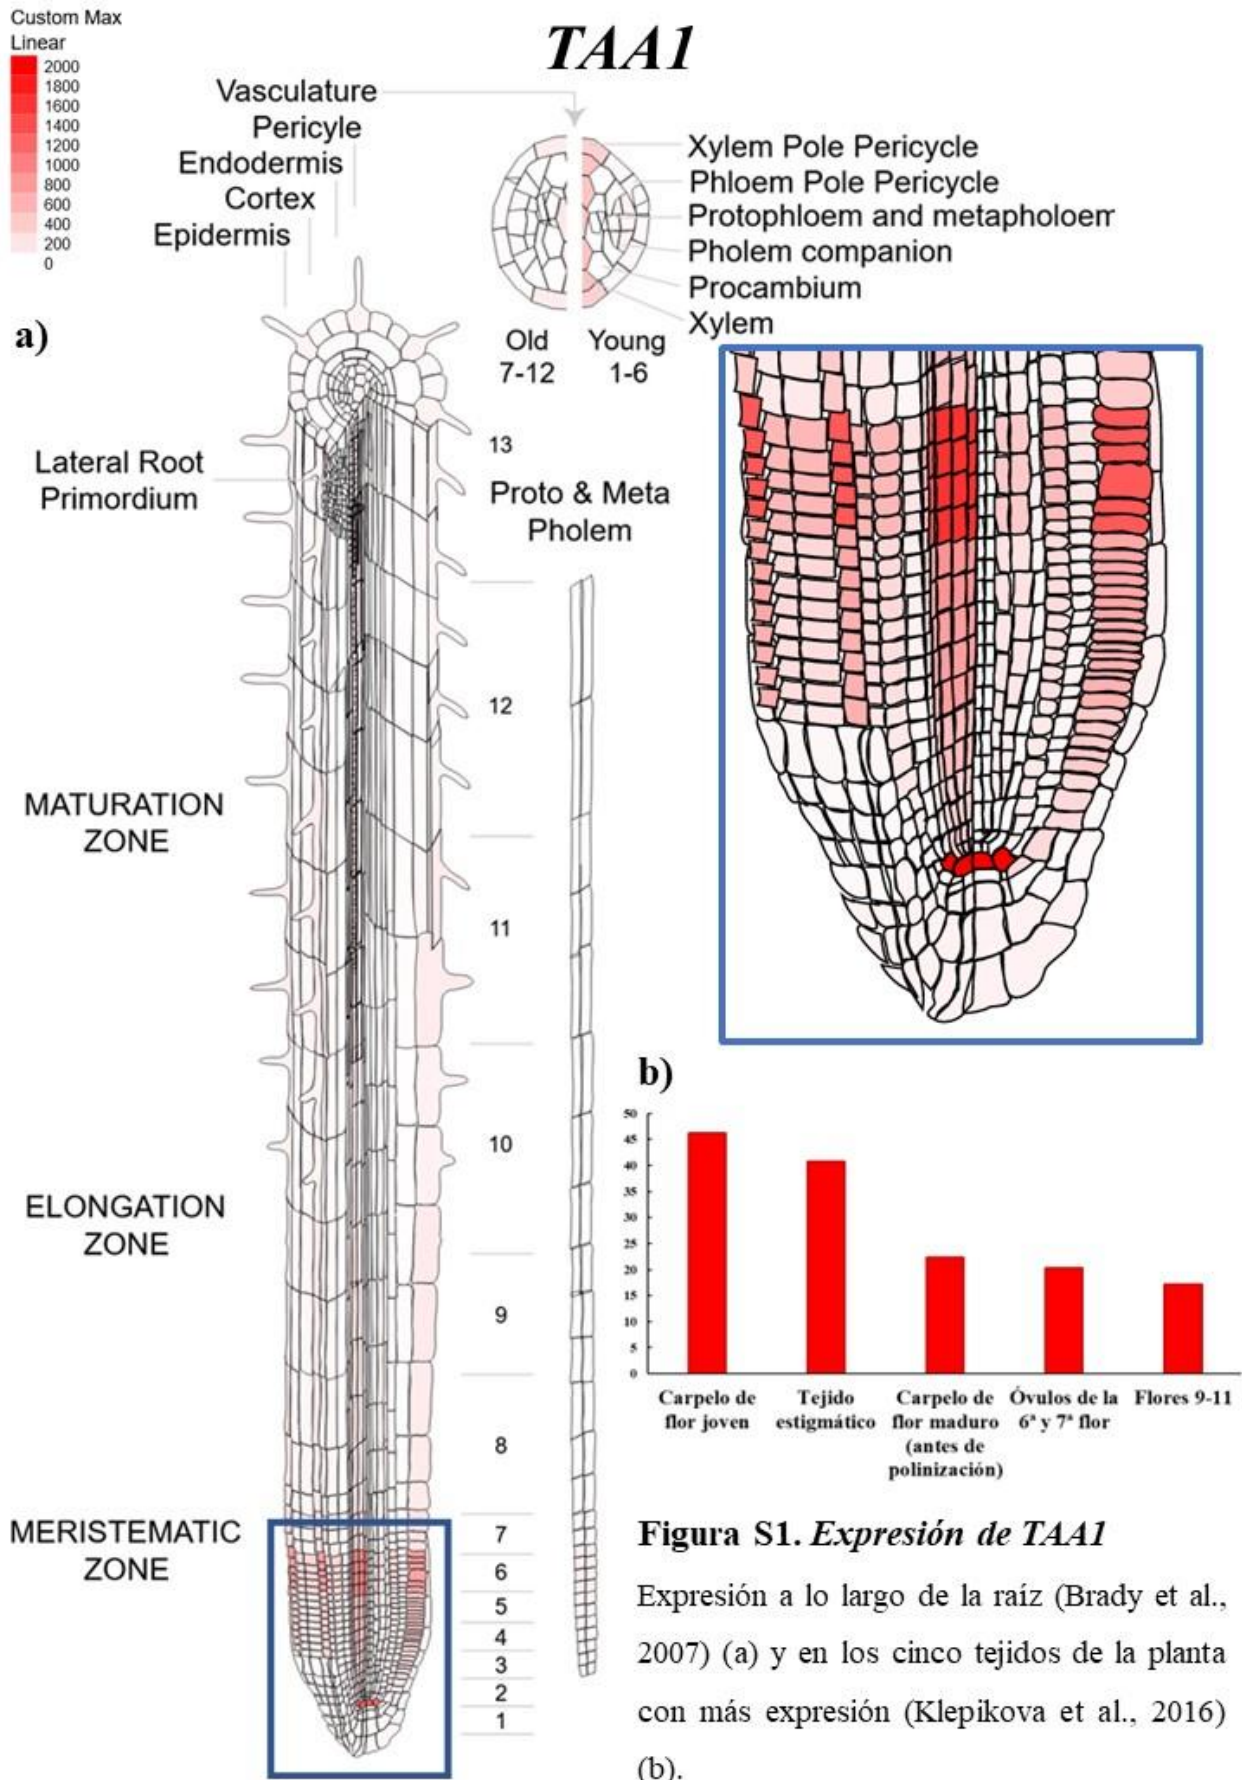 Custom Max
Linear
2000
1800
1600
1400
1200
1000
800
600
400
200
0
TAA1
Vasculature
Pericyle
Endodermis
Cortex
Epidermis
Xylem Pole Pericycle
Phloem Pole Pericycle
Protophloem and metapholoem
Pholem companion
Procambium
Xylem
Old
7-12
Young
1-6
a)
Lateral Root
Primordium
13
Proto & Meta
Pholem
12
MATURATION
ZONE
11
10
ELONGATION
ZONE
9
8
MERISTEMATIC
ZONE
7
6
5
4
3
2
1
b)
50
45
40
35
30
25
20
15
10
5
0
Carpelo de
flor joven
Tejido
estigmático
Carpelo de
flor maduro
(antes de
polinización)
Óvulos de la
6ª y 7ª flor
Flores 9-11
Figura S1. Expresión de TAA1
Expresión a lo largo de la raíz (Brady et al.,
2007) (a) y en los cinco tejidos de la planta
con más expresión (Klepikova et al., 2016)
(b).